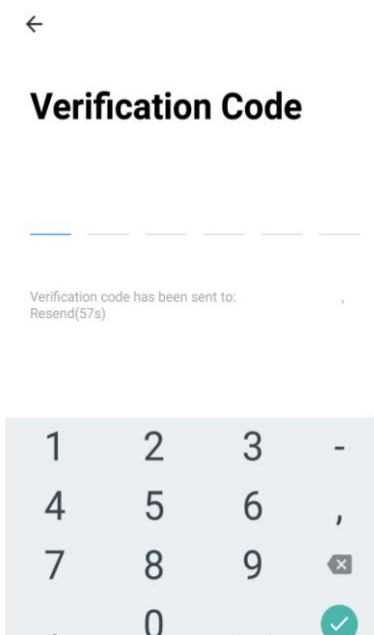 Verification Code
Verification code has been sent to: ,
Resend(57s)
1 2 3 -
4 5 6 ,
7 8 9
. 0